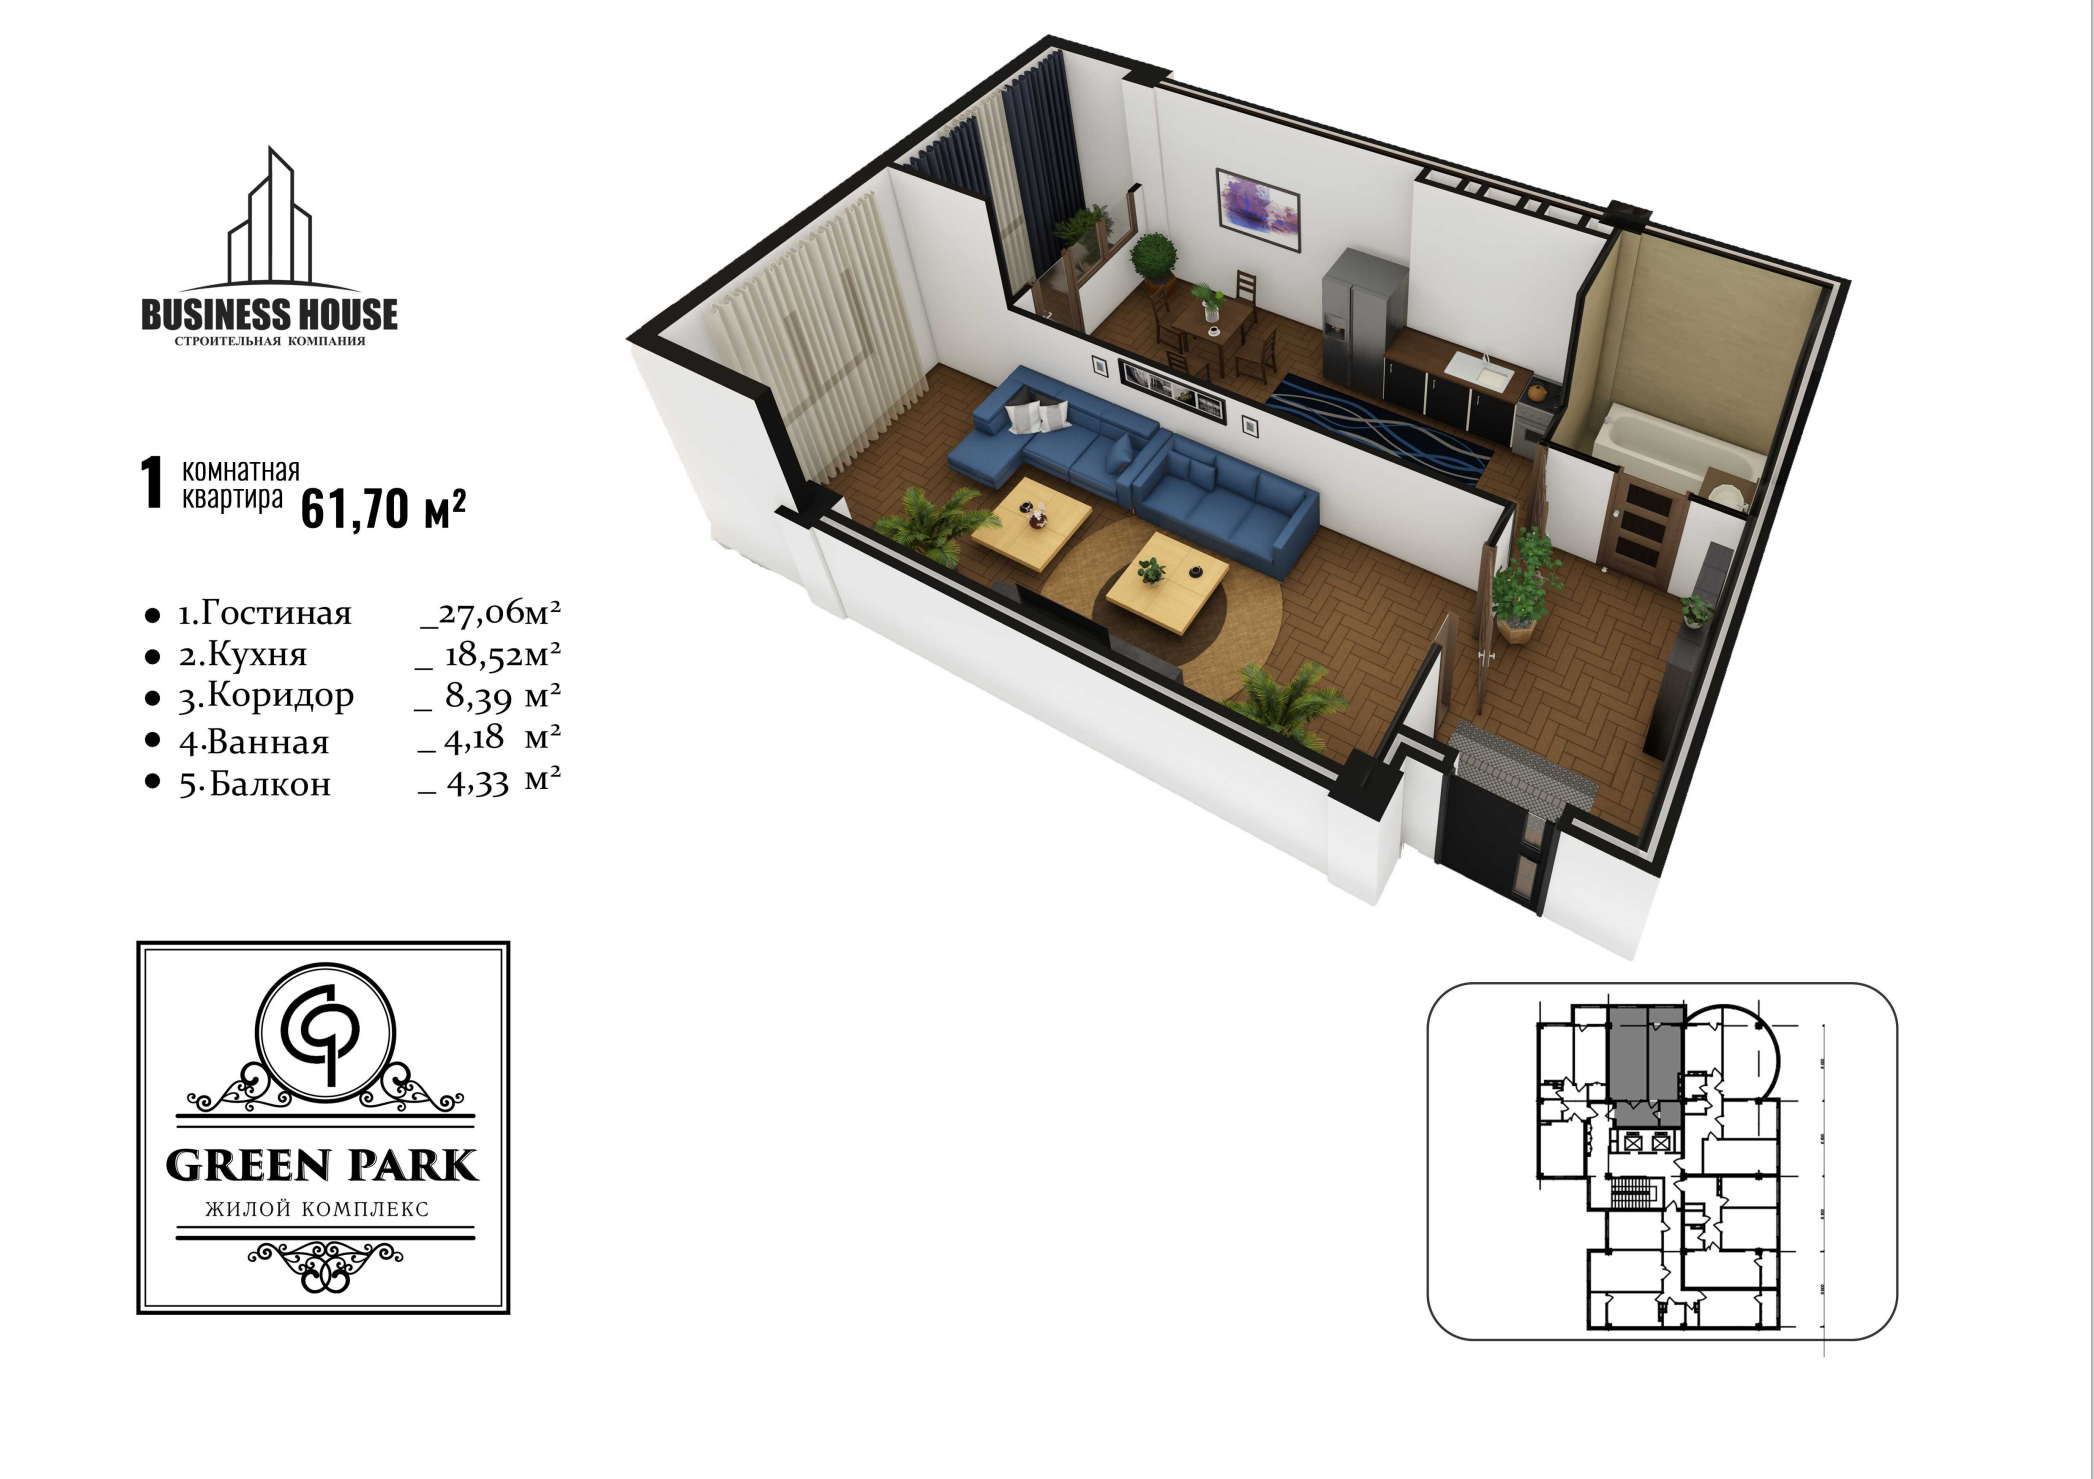 BUSINESS HOUSE
СТРОИТЕЛЬНАЯ КОМПАНИЯ
1 комнатная
квартира 61,70 м²
• 1.Гостиная _27,06м²
• 2.Кухня _ 18,52м²
• 3.Коридор _ 8,39 м²
• 4.Ванная _ 4,18 м²
• 5.Балкон _ 4,33 м²
GREEN PARK
ЖИЛОЙ КОМПЛЕКС